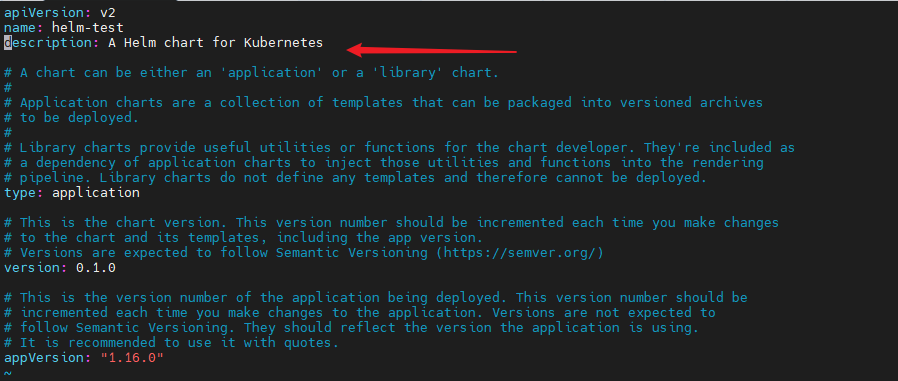 apiVersion: v2
name: helm-test
description: A Helm chart for Kubernetes
# A chart can be either an 'application' or a 'library' chart.
#
# Application charts are a collection of templates that can be packaged into versioned archives
# to be deployed.
#
# Library charts provide useful utilities or functions for the chart developer. They're included as
# a dependency of application charts to inject those utilities and functions into the rendering
# pipeline. Library charts do not define any templates and therefore cannot be deployed.
type: application
# This is the chart version. This version number should be incremented each time you make changes
# to the chart and its templates, including the app version.
# Versions are expected to follow Semantic Versioning (https://semver.org/)
version: 0.1.0
# This is the version number of the application being deployed. This version number should be
# incremented each time you make changes to the application. Versions are not expected to
# follow Semantic Versioning. They should reflect the version the application is using.
# It is recommended to use it with quotes.
appVersion: "1.16.0"
~